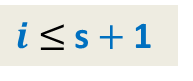 i ≤ s + 1